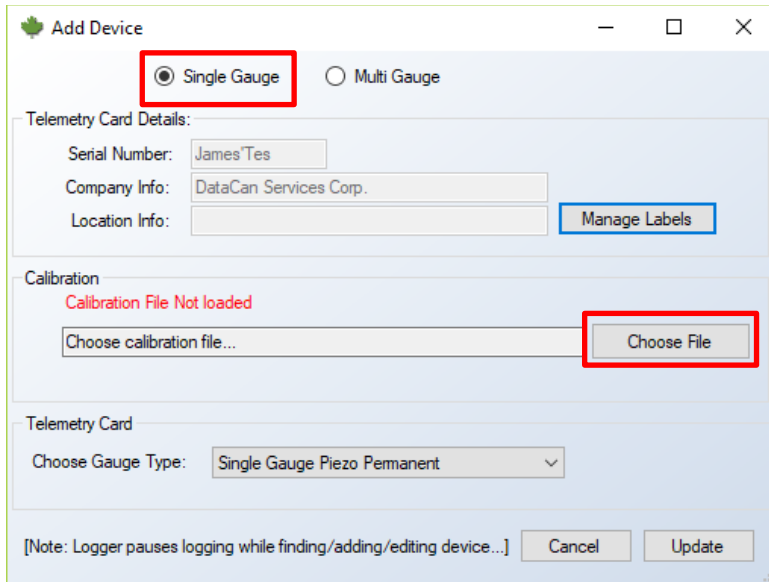 Add Device
Single Gauge Multi Gauge
Telemetry Card Details:
Serial Number: James'Tes
Company Info: DataCan Services Corp.
Location Info: Manage Labels
Calibration
Calibration File Not loaded
Choose calibration file... Choose File
Telemetry Card
Choose Gauge Type: Single Gauge Piezo Permanent
[Note: Logger pauses logging while finding/adding/editing device...] Cancel Update